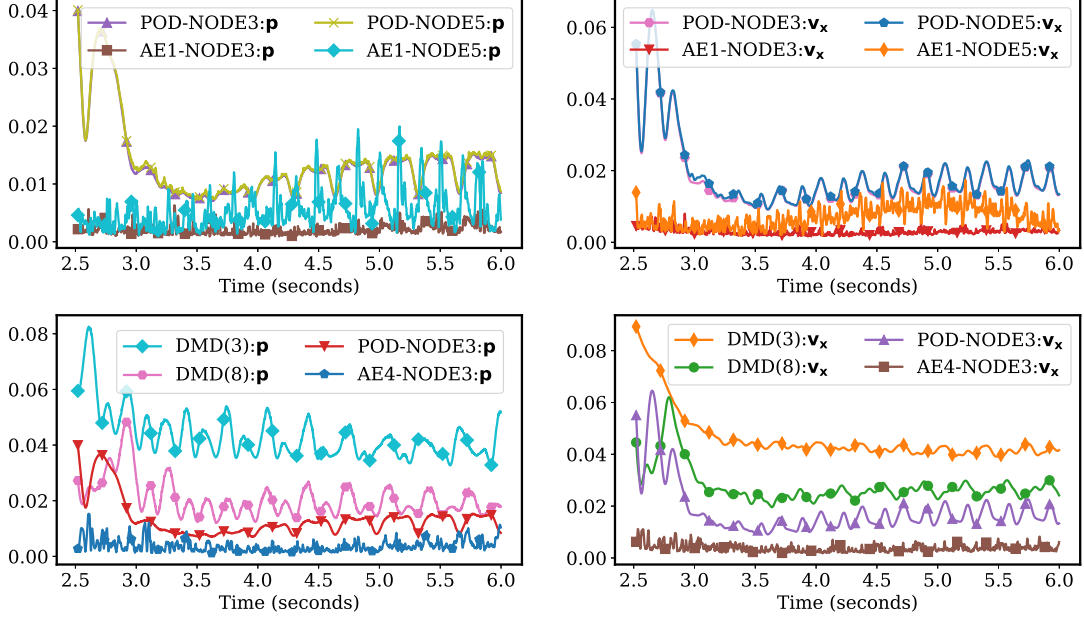 POD-NODE3:p POD-NODE5:p
AE1-NODE3:p AE1-NODE5:p
0.04
0.03
0.02
0.01
0.00
2.5 3.0 3.5 4.0 4.5 5.0 5.5 6.0
Time (seconds)
POD-NODE3:vx POD-NODE5:vx
AE1-NODE3:vx AE1-NODE5:vx
0.06
0.04
0.02
0.00
2.5 3.0 3.5 4.0 4.5 5.0 5.5 6.0
Time (seconds)
DMD(3):p POD-NODE3:p
DMD(8):p AE4-NODE3:p
0.08
0.06
0.04
0.02
0.00
2.5 3.0 3.5 4.0 4.5 5.0 5.5 6.0
Time (seconds)
DMD(3):vx POD-NODE3:vx
DMD(8):vx AE4-NODE3:vx
0.08
0.06
0.04
0.02
0.00
2.5 3.0 3.5 4.0 4.5 5.0 5.5 6.0
Time (seconds)